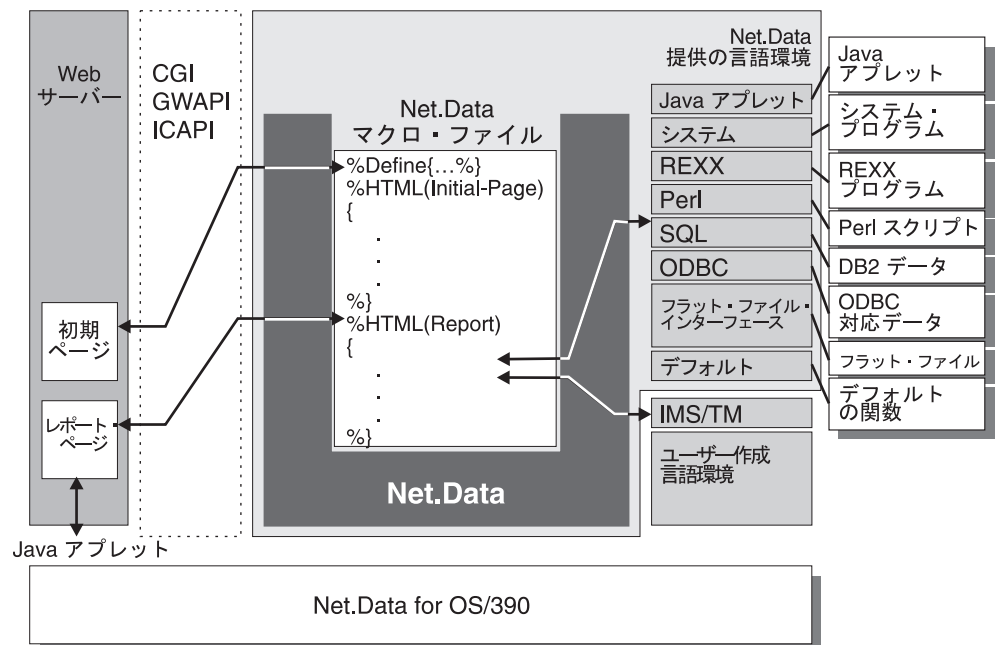 Web
サーバー
初期
ページ
レポート・
ページ
Java アプレット
CGI
GWAPI
ICAPI
Net.Data
マクロ・ファイル
%Define{...%}
%HTML(Initial-Page)
{
.
.
.
%}
%HTML(Report)
{
.
.
.
%}
Net.Data
Net.Data
提供の言語環境
Java アプレット
システム
REXX
Perl
SQL
ODBC
フラット・ファイル・
インターフェース
デフォルト
IMS/TM
ユーザー作成
言語環境
Java
アプレット
システム・
プログラム
REXX
プログラム
Perl スクリプト
DB2 データ
ODBC
対応データ
フラット・ファイル
デフォルト
の関数
Net.Data for OS/390